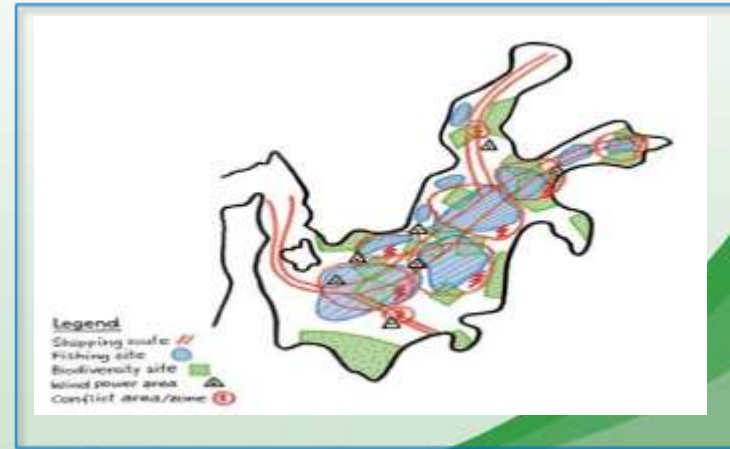 Legend
Shipping route
Fishing site
Biodiversity site
Wind power area
Conflict area/zone